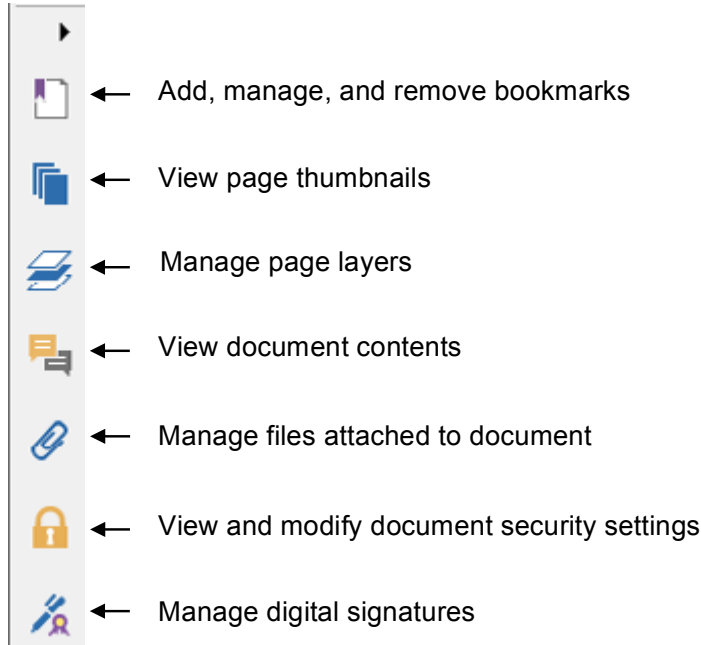 Add, manage, and remove bookmarks
View page thumbnails
Manage page layers
View document contents
Manage files attached to document
View and modify document security settings
Manage digital signatures